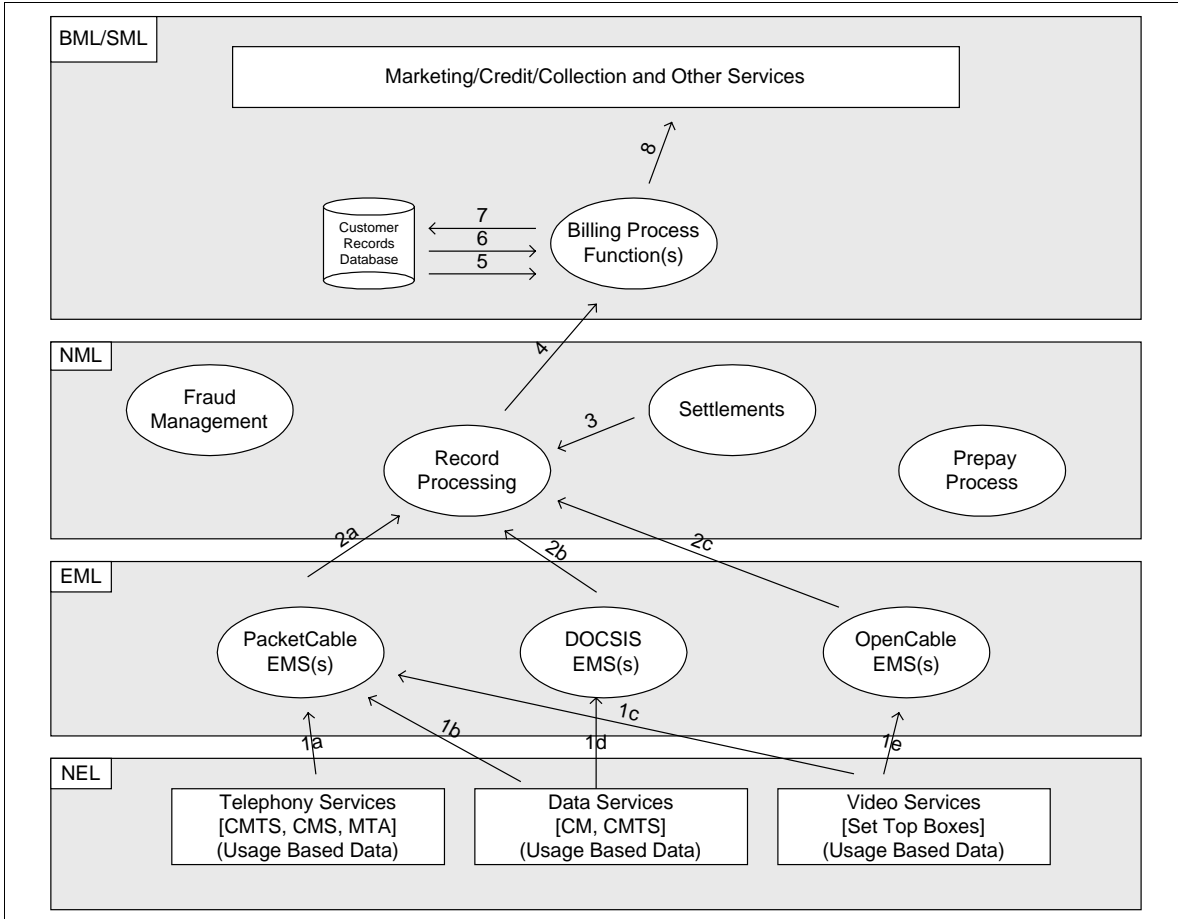 BML/SML
Marketing/Credit/Collection and Other Services
8
Customer
Records
Database
7
6
5
Billing Process
Function(s)
4
NML
Fraud
Management
Settlements
3
Record
Processing
Prepay
Process
2a
2b
2c
EML
PacketCable
EMS(s)
DOCSIS
EMS(s)
OpenCable
EMS(s)
1a
1b
1c
1d
1e
NEL
Telephony Services
[CMTS, CMS, MTA]
(Usage Based Data)
Data Services
[CM, CMTS]
(Usage Based Data)
Video Services
[Set Top Boxes]
(Usage Based Data)